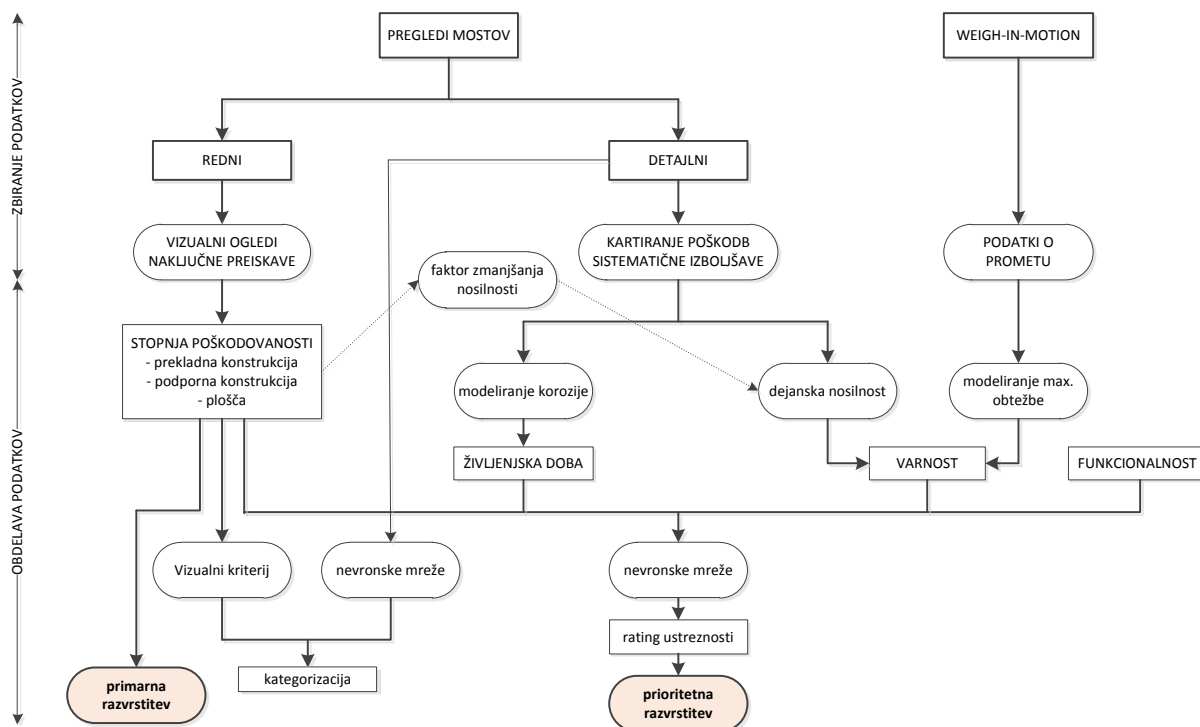 PREGLEDI MOSTOV
WEIGH-IN-MOTION
ZBIRANJE PODATKOV
REDNI
DETAJLNI
VIZUALNI OGLEDI
NAKLJUČNE PREISKAVE
KARTIRANJE POŠKODB
SISTEMATIČNE IZBOLJŠAVE
PODATKI O
PROMETU
faktor zmanjšanja
nosilnosti
STOPNJA POŠKODOVANOSTI
- prekladna konstrukcija
- podporna konstrukcija
- plošča
modeliranje korozije
dejanska nosilnost
modeliranje max.
obtežbe
OBDELAVA PODATKOV
ŽIVLJENJSKA DOBA
VARNOST
FUNKCIONALNOST
Vizualni kriterij
nevronske mreže
nevronske mreže
rating ustreznosti
kategorizacija
primarna
razvrstitev
prioritetna
razvrstitev